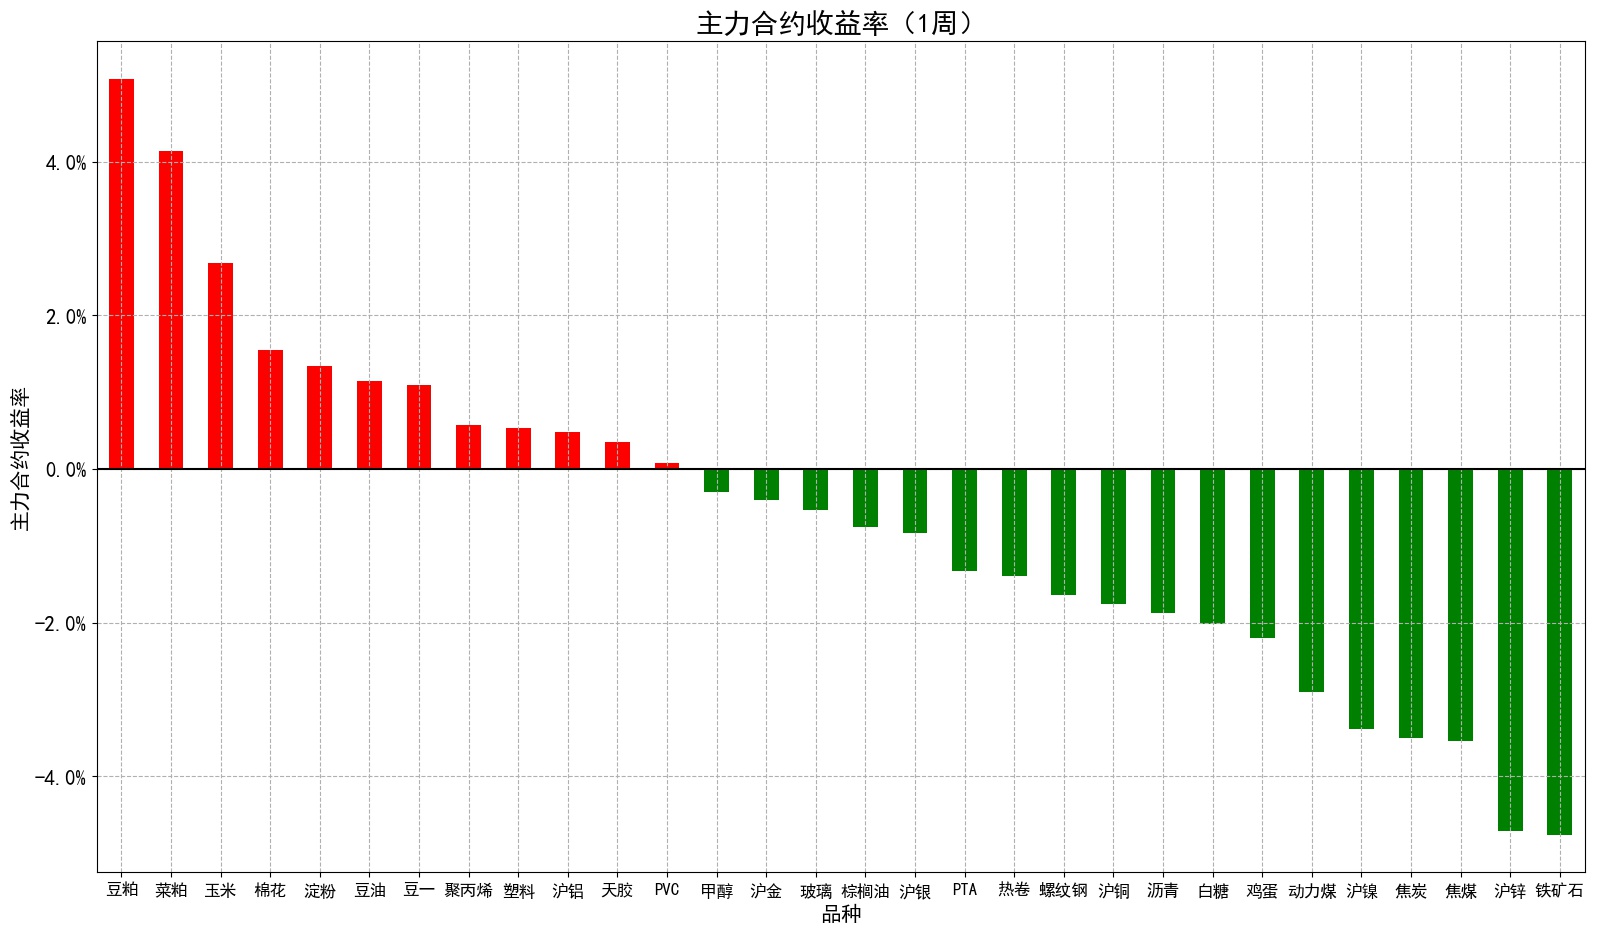 主力合约收益率（1周）
主力合约收益率
4.0%
2.0%
0.0%
−2.0%
−4.0%
豆粕 菜粕 玉米 棉花 淀粉 豆油 豆一 聚丙烯 塑料 沪铝 天胶 PVC 甲醇 沪金 玻璃 棕榈油 沪银 PTA 热卷 螺纹钢 沪铜 沥青 白糖 鸡蛋 动力煤 沪镍 焦炭 焦煤 沪锌 铁矿石
品种